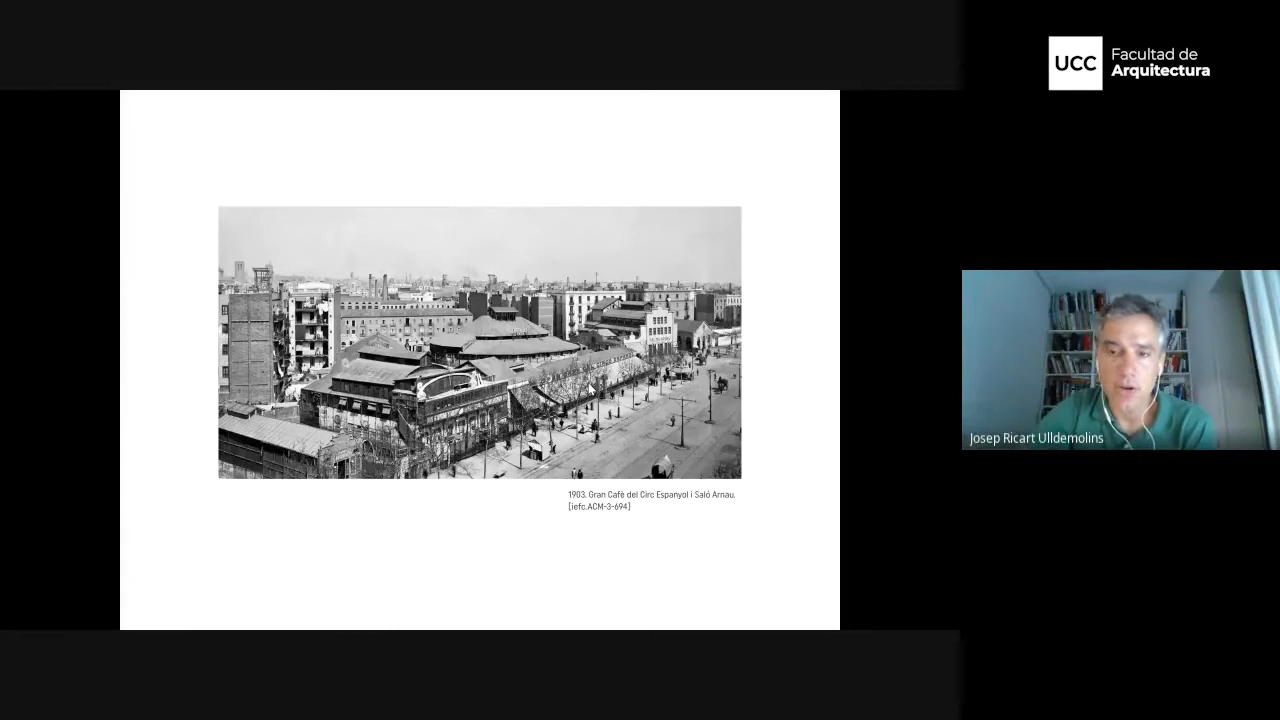 UCC
Facultad de
Arquitectura
1903. Gran Cafè del Circ Espanyol i Saló Arnau.
[iefc.ACM-3-694]
Josep Ricart Ulldemolins